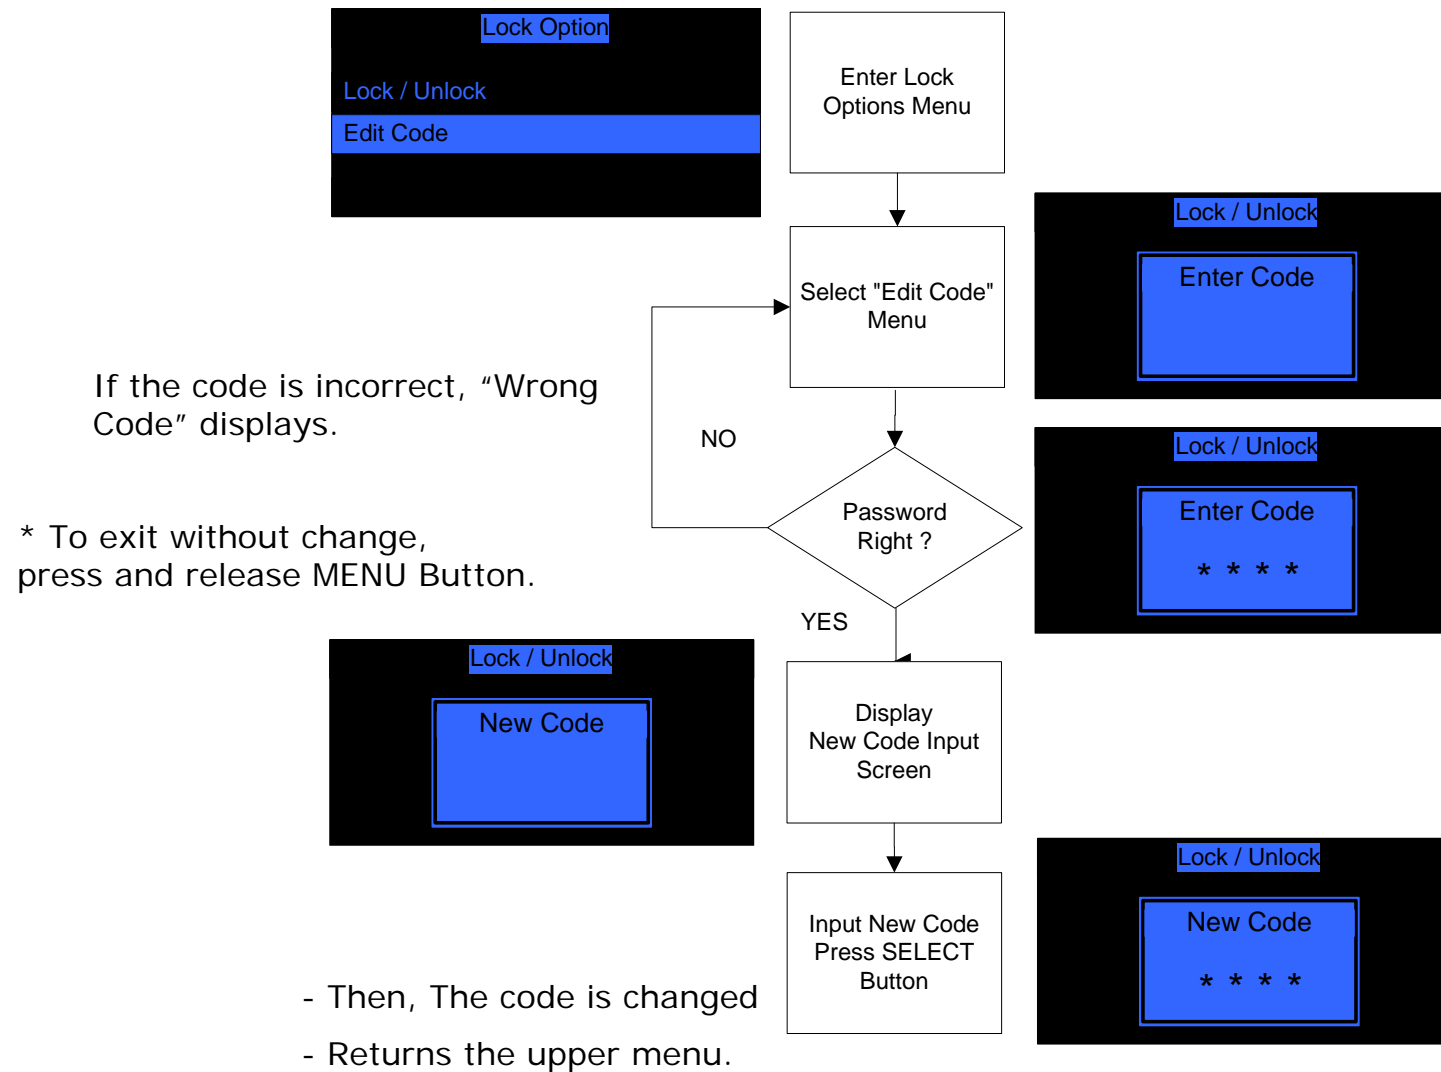 Lock Option
Lock / Unlock
Edit Code
Enter Lock
Options Menu
Lock / Unlock
Enter Code
Select "Edit Code"
Menu
If the code is incorrect, “Wrong
Code” displays.
NO
Lock / Unlock
Enter Code
* * * *
Password
Right ?
* To exit without change,
press and release MENU Button.
YES
Lock / Unlock
New Code
Display
New Code Input
Screen
Lock / Unlock
New Code
* * * *
Input New Code
Press SELECT
Button
- Then, The code is changed
- Returns the upper menu.